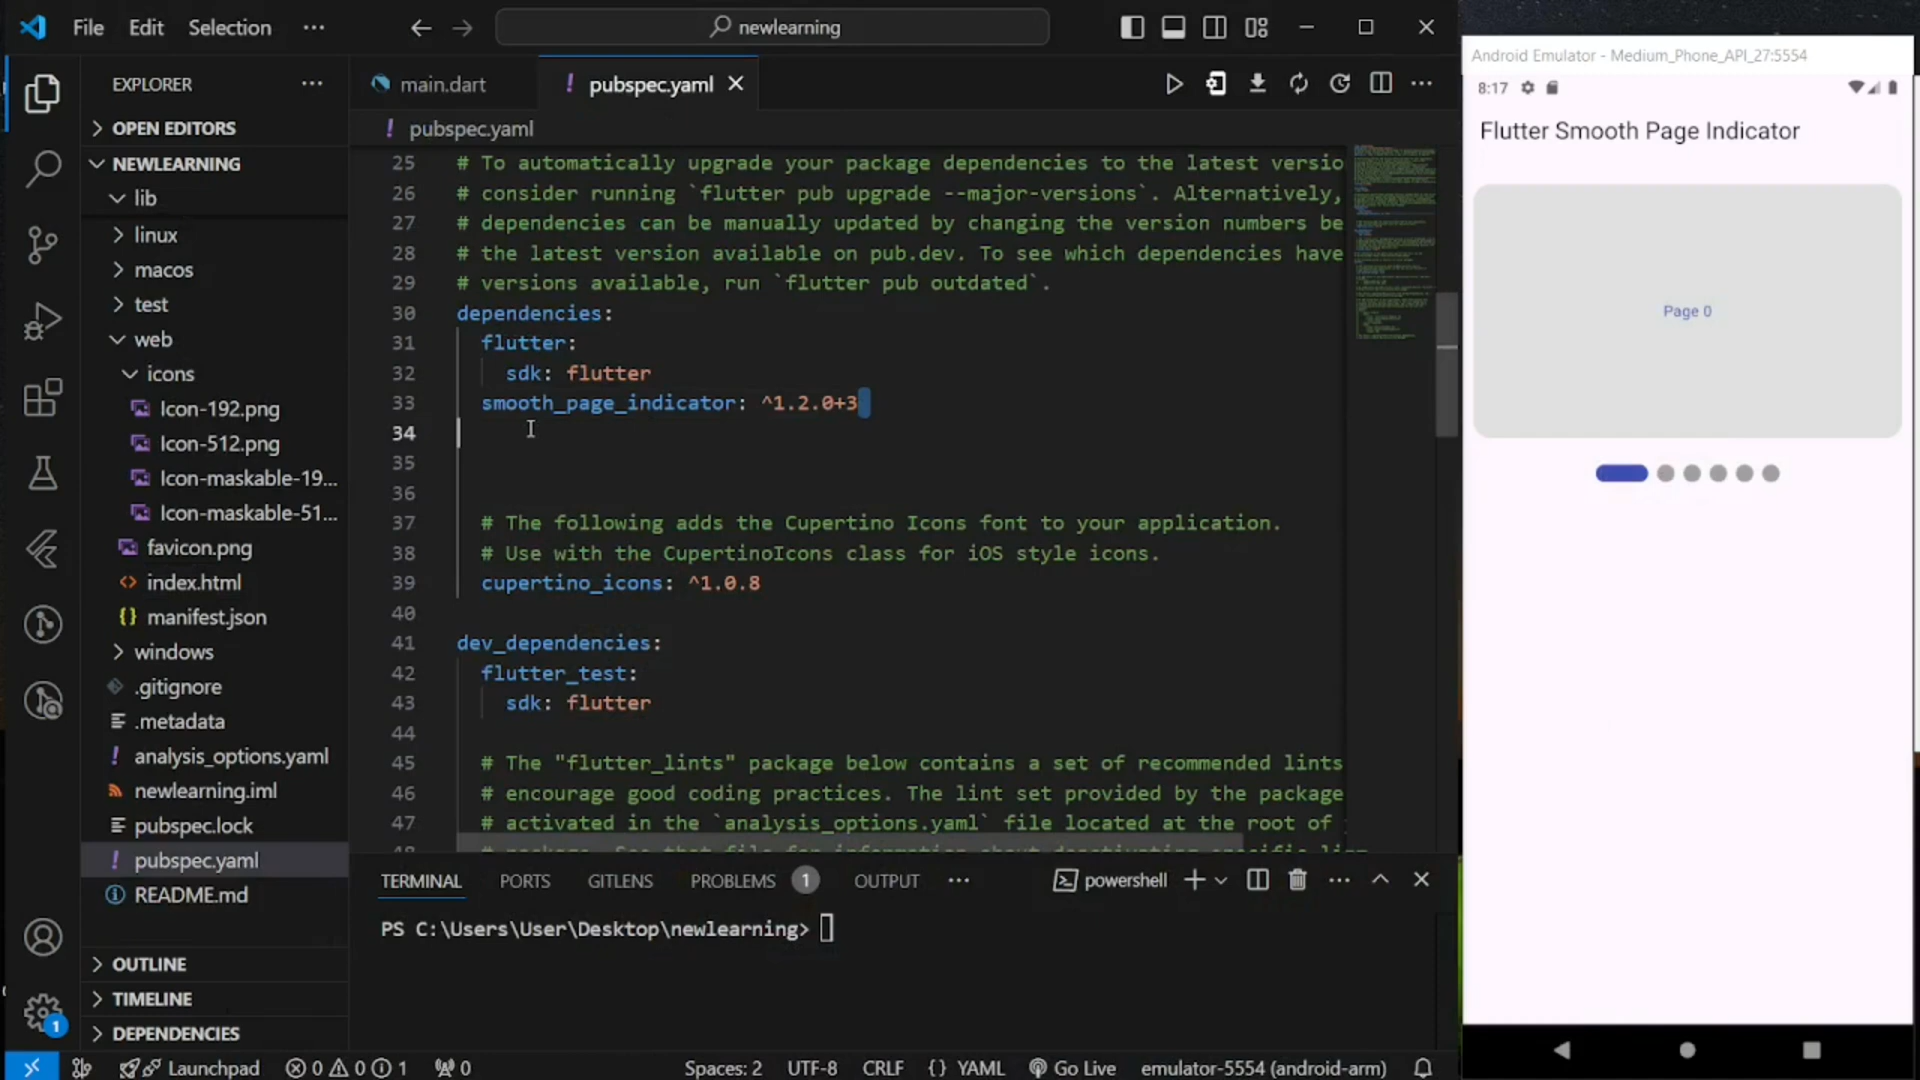 File Edit Selection ···
newlearning
EXPLORER ···
OPEN EDITORS
NEWLEARNING
lib
linux
macos
test
web
icons
Icon-192.png
Icon-512.png
Icon-maskable-19...
Icon-maskable-51...
favicon.png
index.html
manifest.json
windows
.gitignore
.metadata
analysis_options.yaml
newlearning.iml
pubspec.lock
pubspec.yaml
README.md
OUTLINE
TIMELINE
DEPENDENCIES
main.dart
! pubspec.yaml
! pubspec.yaml
25 # To automatically upgrade your package dependencies to the latest versio
26 # consider running `flutter pub upgrade --major-versions`. Alternatively,
27 # dependencies can be manually updated by changing the version numbers be
28 # the latest version available on pub.dev. To see which dependencies have
29 # versions available, run `flutter pub outdated`.
30 dependencies:
31 flutter:
32 sdk: flutter
33 smooth_page_indicator: ^1.2.0+3
34
35
36
37 # The following adds the Cupertino Icons font to your application.
38 # Use with the CupertinoIcons class for iOS style icons.
39 cupertino_icons: ^1.0.8
40
41 dev_dependencies:
42 flutter_test:
43 sdk: flutter
44
45 # The "flutter_lints" package below contains a set of recommended lints
46 # encourage good coding practices. The lint set provided by the package
47 # activated in the `analysis_options.yaml` file located at the root of
TERMINAL PORTS GITLENS PROBLEMS 1 OUTPUT ···
powershell
PS C:\Users\User\Desktop\newlearning>
1
Launchpad 0 0 1 0
Spaces: 2 UTF-8 CRLF {} YAML Go Live emulator-5554 (android-arm)
Android Emulator - Medium_Phone_API_27:5554
8:17
Flutter Smooth Page Indicator
Page 0